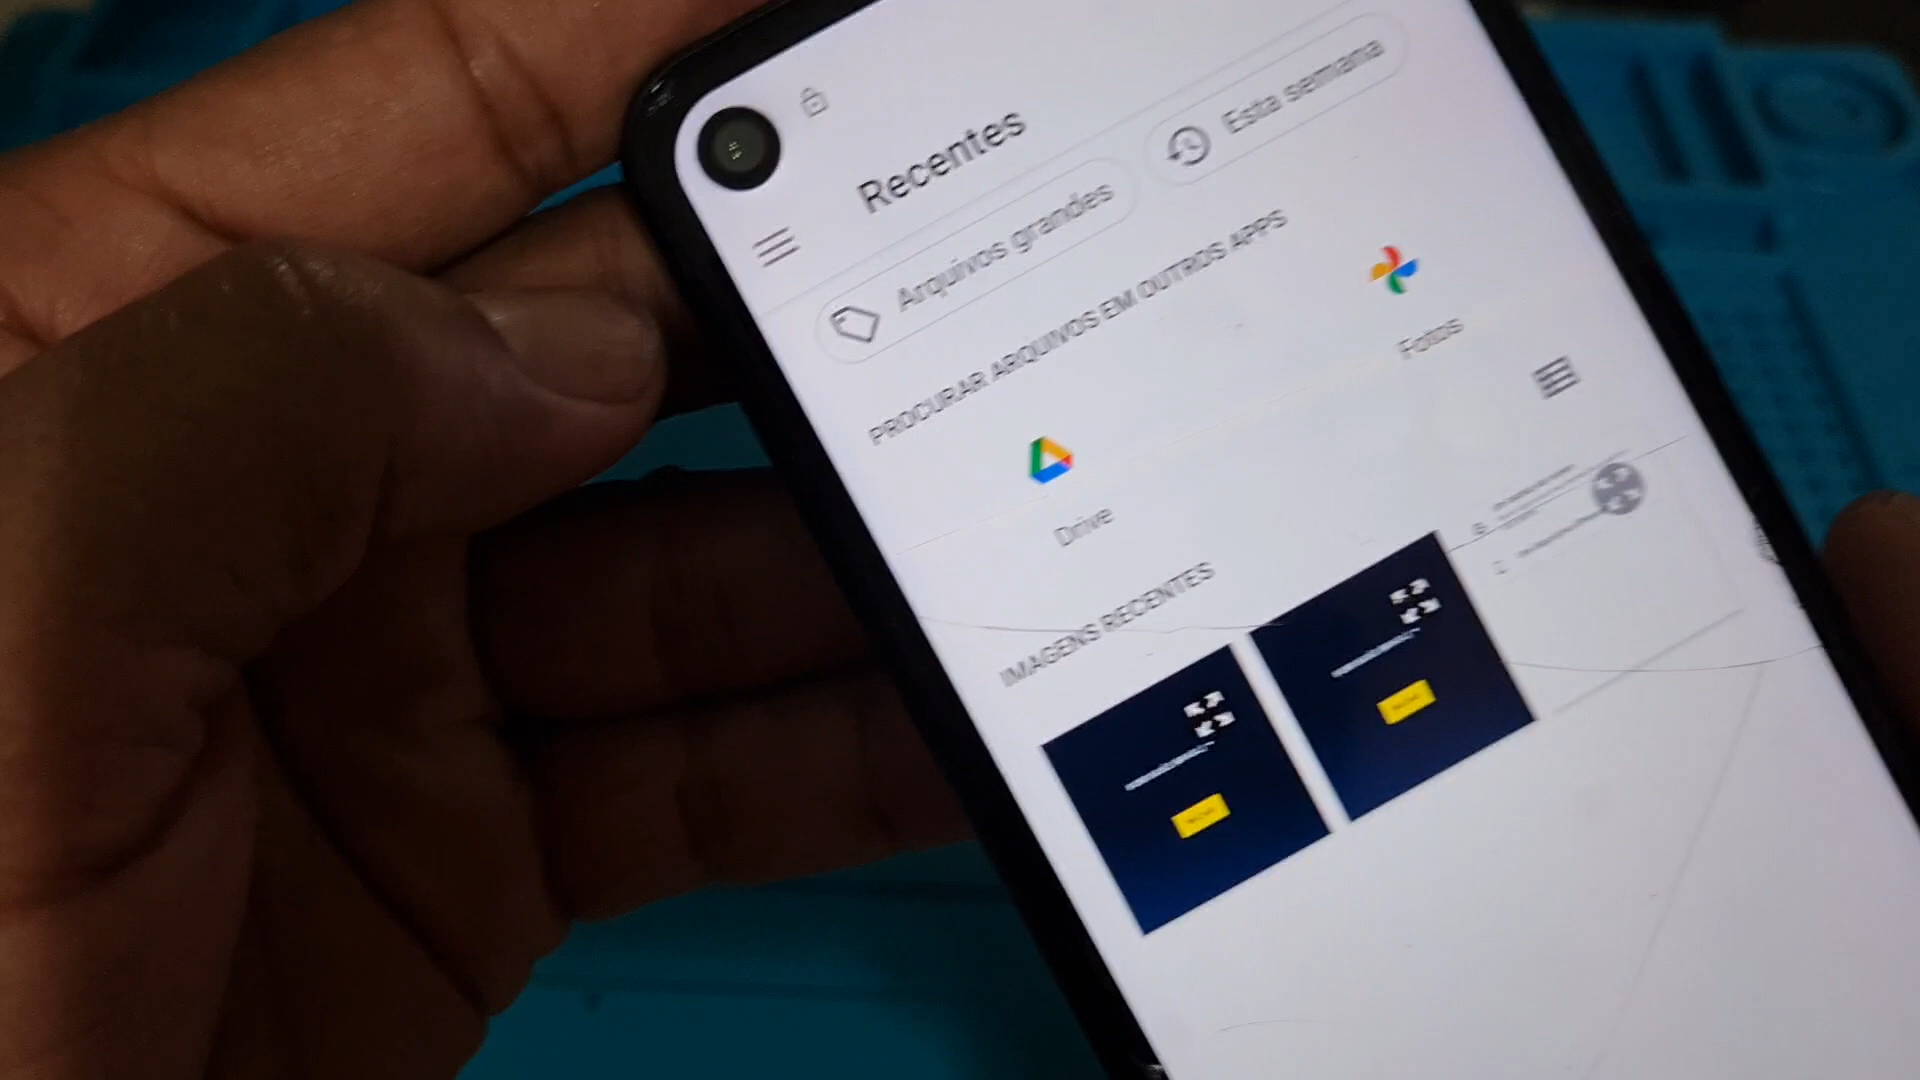 Recentes
Arquivos grandes
Esta semana
PROCURAR ARQUIVOS EM OUTROS APPS
Drive
Fotos
IMAGENS RECENTES